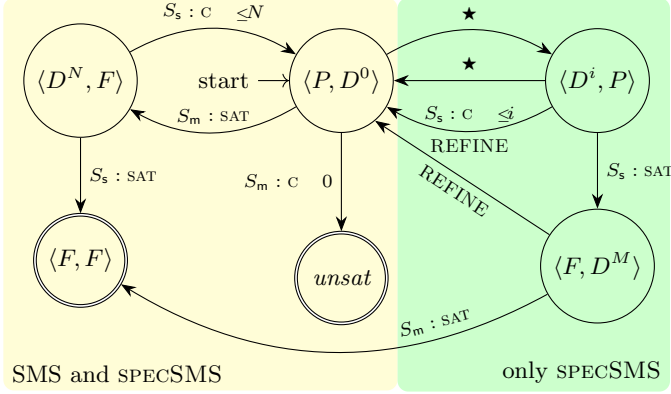 S_s : C ≤N
★
⟨D^N, F⟩
start
⟨P, D^0⟩
★
⟨D^i, P⟩
S_m : SAT
S_s : C ≤i
REFINE
S_s : SAT
S_m : C 0
REFINE
S_s : SAT
⟨F, F⟩
unsat
⟨F, D^M⟩
S_m : SAT
SMS and SPECSMS
only SPECSMS